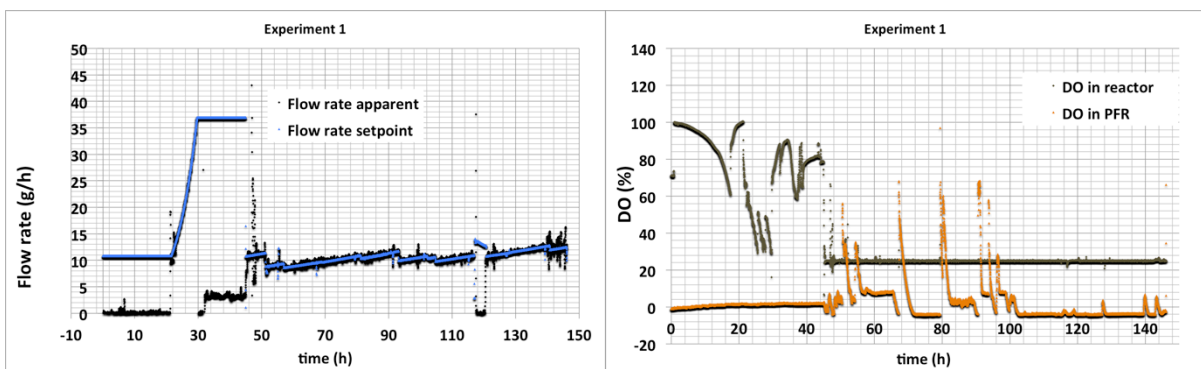 Experiment 1
50
45
40
35
30
25
20
15
10
5
0
-10 10 30 50 70 90 110 130 150
Flow rate (g/h)
time (h)
Flow rate apparent
Flow rate setpoint
Experiment 1
140
120
100
80
60
40
20
0
-20
0 20 40 60 80 100 120 140
DO (%)
time (h)
DO in reactor
DO in PFR